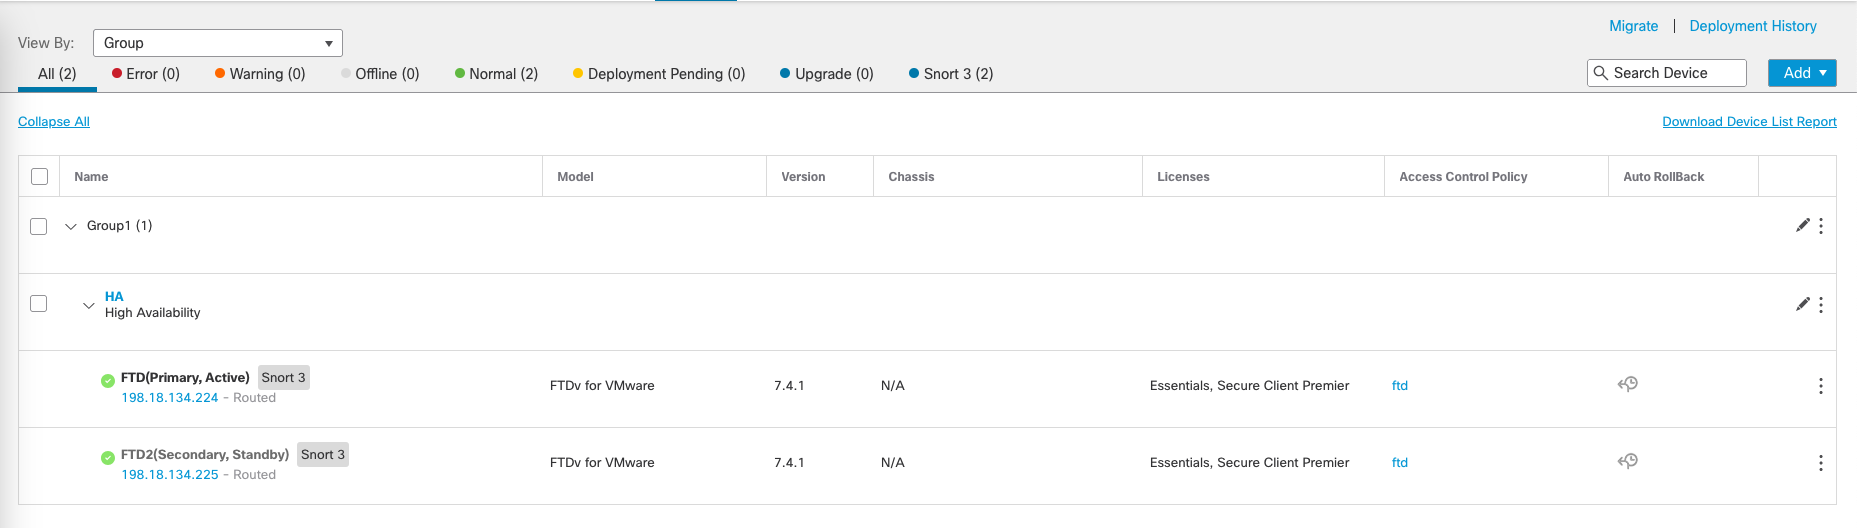 Migrate | Deployment History
View By: Group
All (2) Error (0) Warning (0) Offline (0) Normal (2) Deployment Pending (0) Upgrade (0) Snort 3 (2) Search Device Add
Collapse All Download Device List Report
Name Model Version Chassis Licenses Access Control Policy Auto RollBack
Group1 (1)
HA
High Availability
FTD(Primary, Active) Snort 3
198.18.134.224 - Routed
FTDv for VMware 7.4.1 N/A Essentials, Secure Client Premier ftd
FTD2(Secondary, Standby) Snort 3
198.18.134.225 - Routed
FTDv for VMware 7.4.1 N/A Essentials, Secure Client Premier ftd